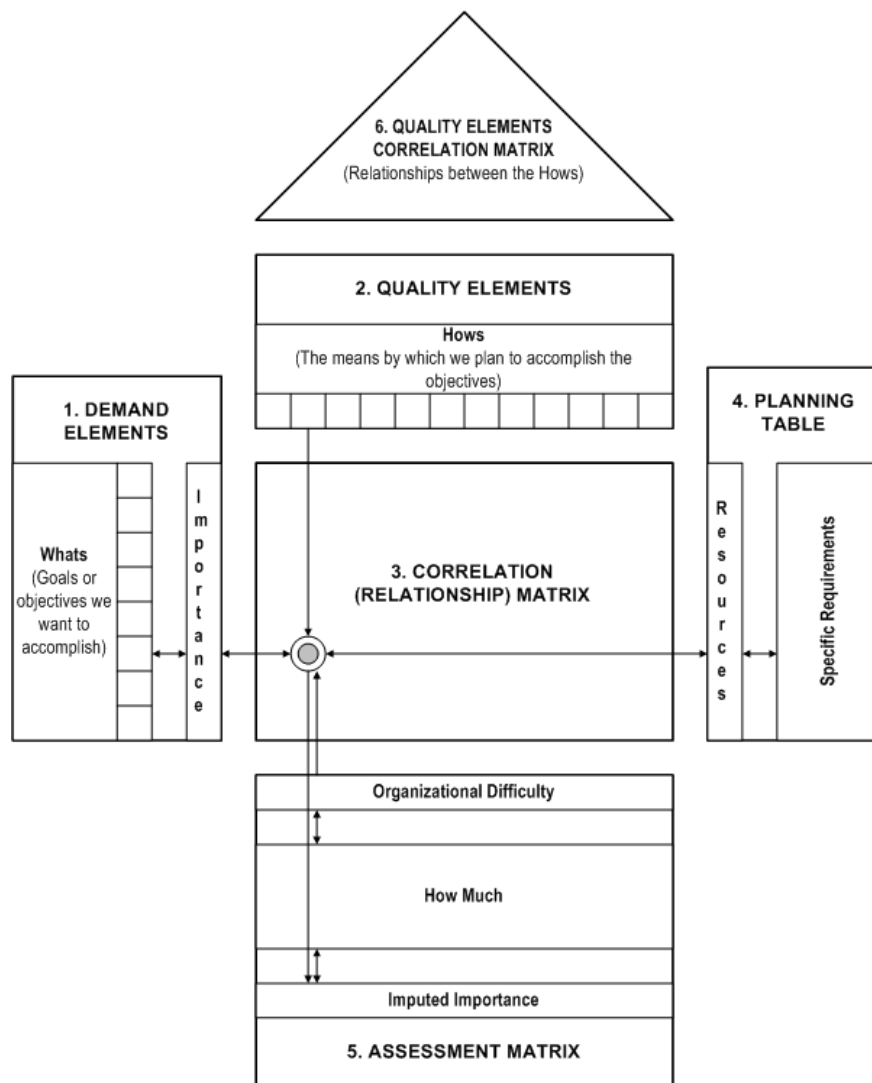 6. QUALITY ELEMENTS
CORRELATION MATRIX
(Relationships between the Hows)
2. QUALITY ELEMENTS
Hows
(The means by which we plan to accomplish the
objectives)
1. DEMAND
ELEMENTS
Whats
(Goals or
objectives we
want to
accomplish)
Importance
3. CORRELATION
(RELATIONSHIP) MATRIX
4. PLANNING
TABLE
Resources
Specific Requirements
Organizational Difficulty
How Much
Imputed Importance
5. ASSESSMENT MATRIX